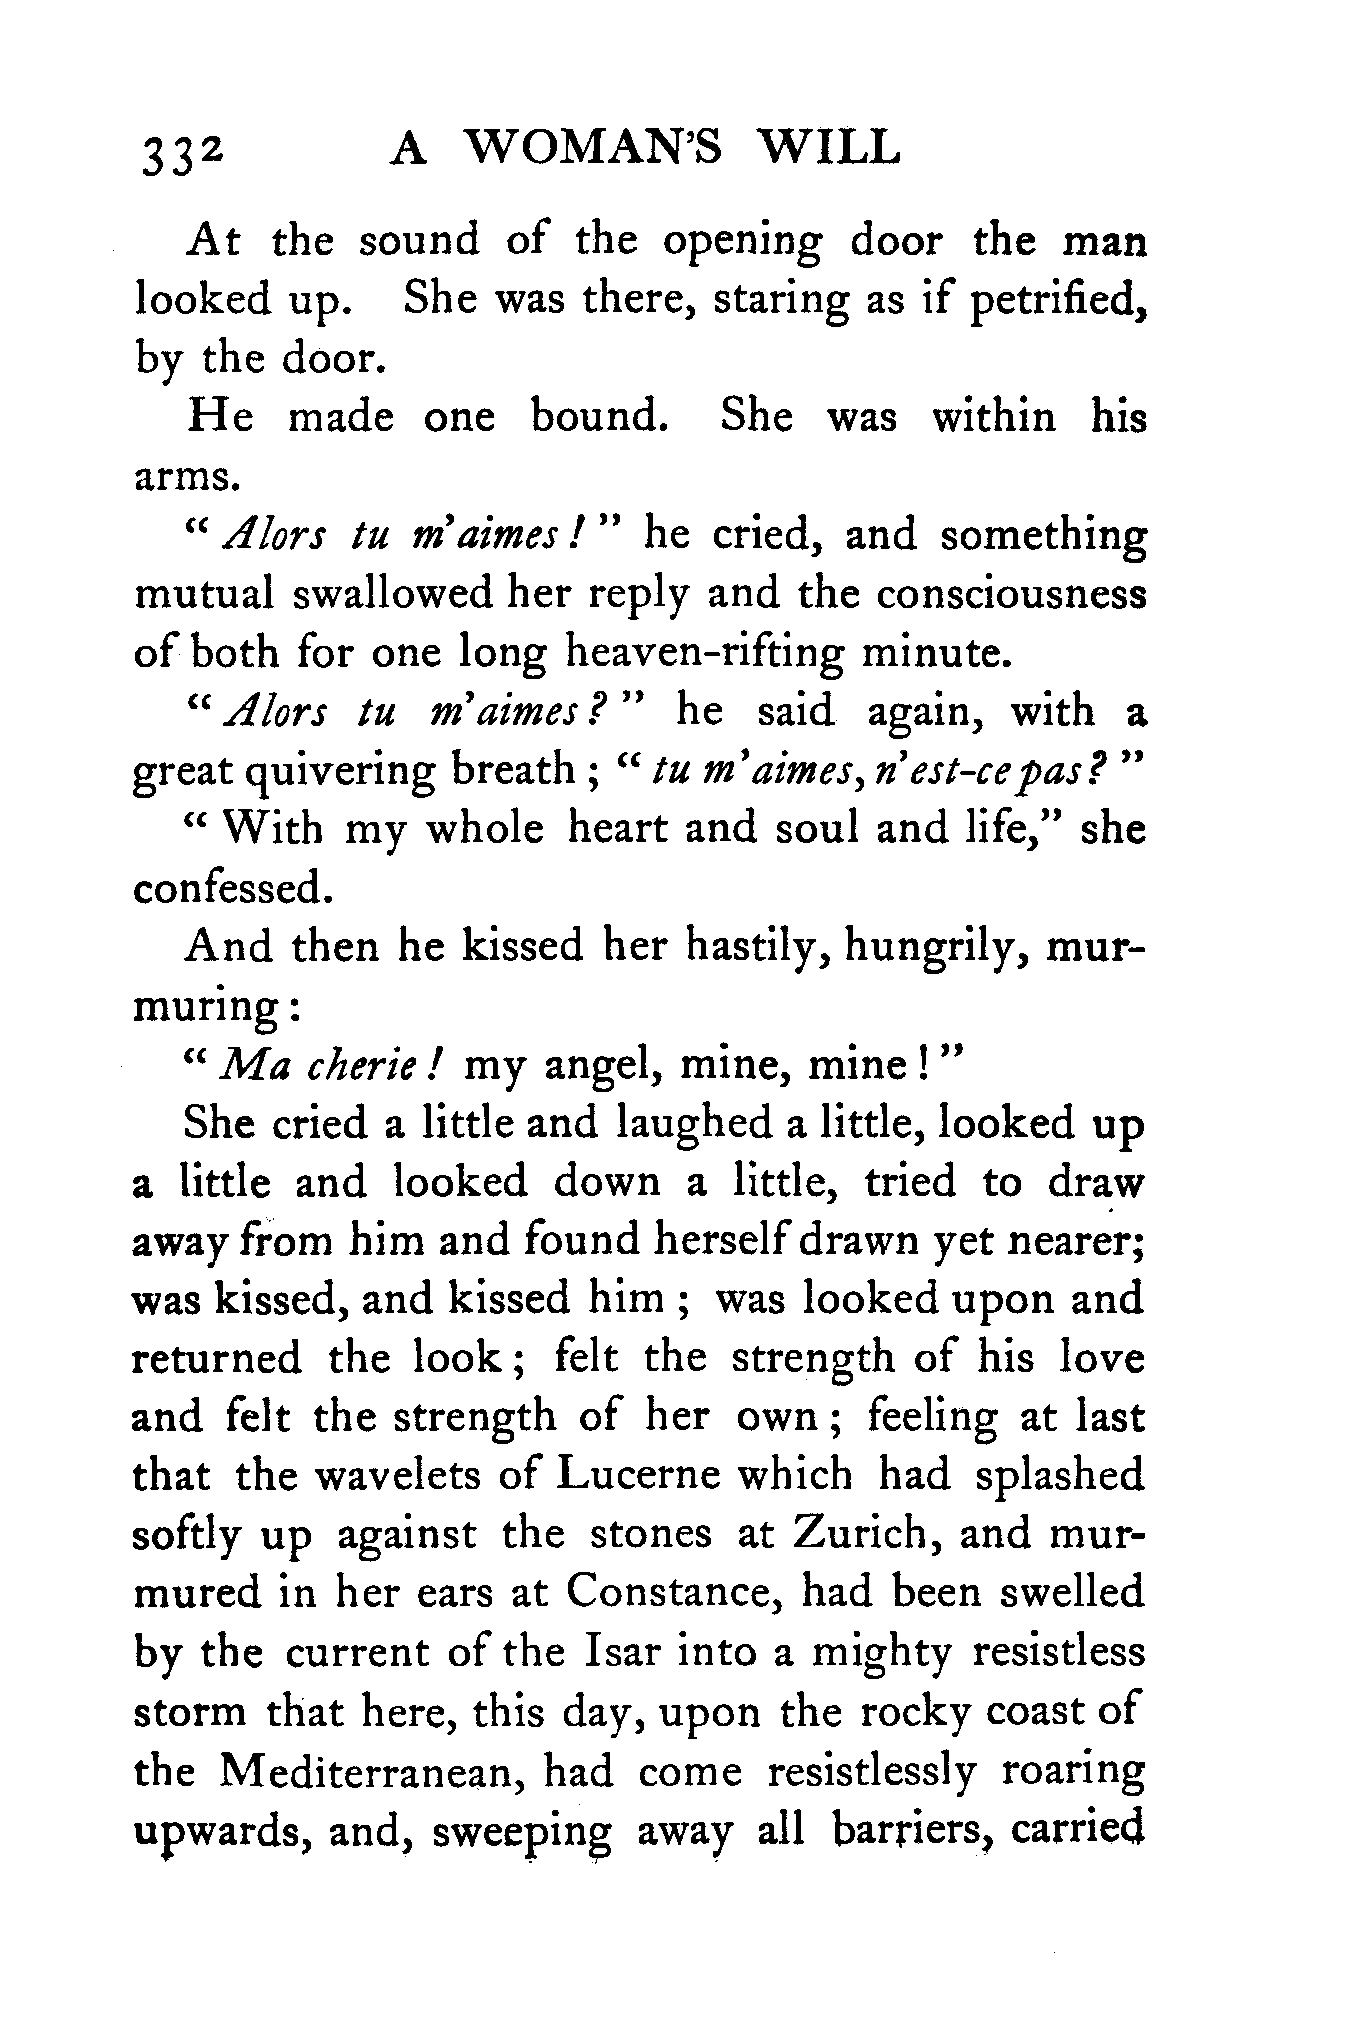 332 A WOMAN'S WILL
At the sound of the opening door the man
looked up. She was there, staring as if petrified,
by the door.
He made one bound. She was within his
arms.
“ Alors tu m'aimes ! ” he cried, and something
mutual swallowed her reply and the consciousness
of both for one long heaven-rifting minute.
“ Alors tu m'aimes ? ” he said again, with a
great quivering breath ; “ tu m'aimes, n'est-ce pas ? ”
“ With my whole heart and soul and life,” she
confessed.
And then he kissed her hastily, hungrily, mur-
muring :
“ Ma cherie ! my angel, mine, mine ! ”
She cried a little and laughed a little, looked up
a little and looked down a little, tried to draw
away from him and found herself drawn yet nearer;
was kissed, and kissed him ; was looked upon and
returned the look ; felt the strength of his love
and felt the strength of her own ; feeling at last
that the wavelets of Lucerne which had splashed
softly up against the stones at Zurich, and mur-
mured in her ears at Constance, had been swelled
by the current of the Isar into a mighty resistless
storm that here, this day, upon the rocky coast of
the Mediterranean, had come resistlessly roaring
upwards, and, sweeping away all barriers, carried